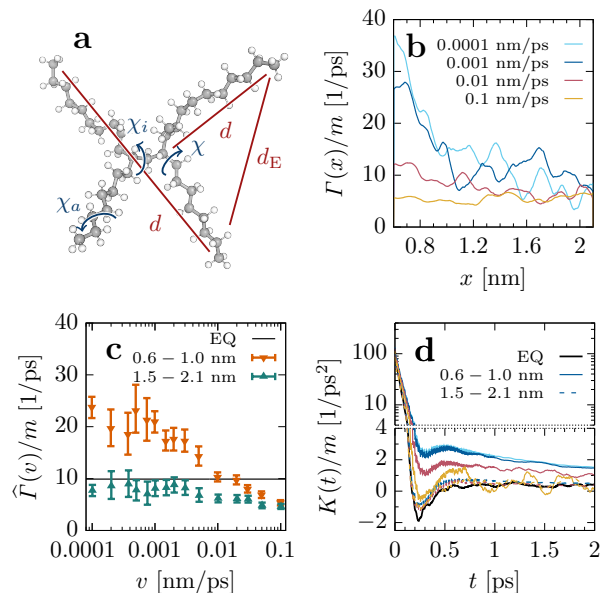 a
χ_i
d
χ
d_E
χ_a
d
b
0.0001 nm/ps
0.001 nm/ps
0.01 nm/ps
0.1 nm/ps
Γ(x)/m [1/ps]
40
30
20
10
0
0.8 1.2 1.6 2
x [nm]
c
EQ
0.6 − 1.0 nm
1.5 − 2.1 nm
Γ̂(v)/m [1/ps]
40
30
20
10
0
0.0001 0.001 0.01 0.1
v [nm/ps]
d
EQ
0.6 − 1.0 nm
1.5 − 2.1 nm
K(t)/m [1/ps²]
100
10
4
2
0
−2
0 0.5 1 1.5 2
t [ps]